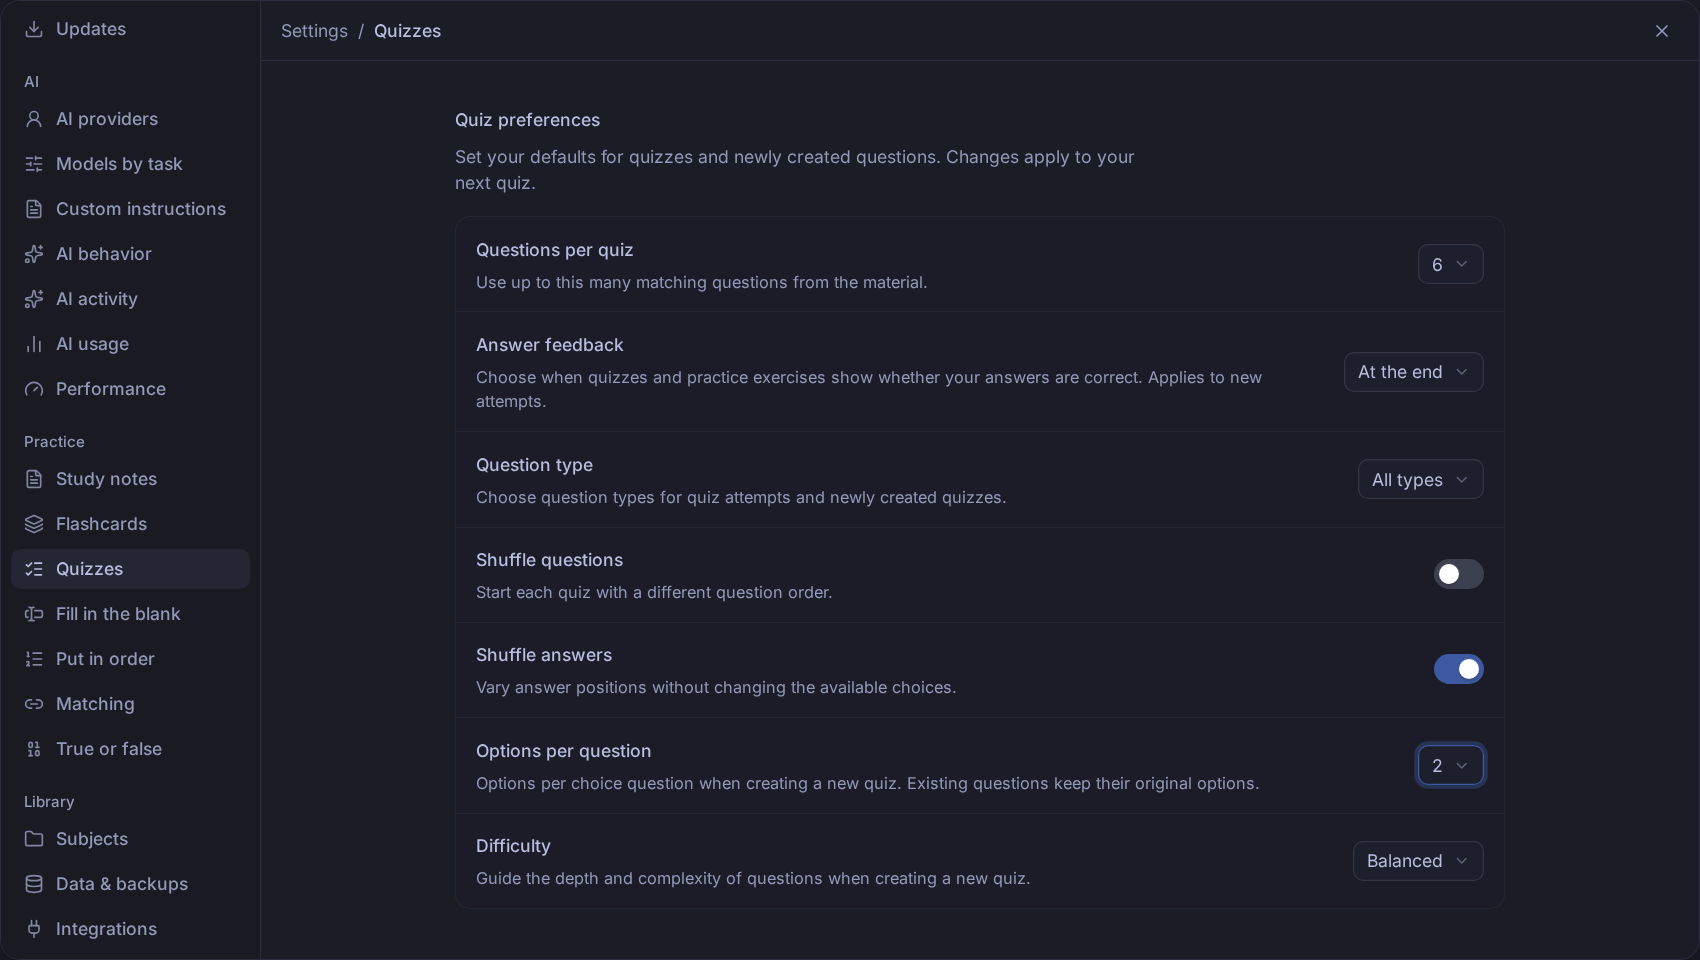 Updates
AI
AI providers
Models by task
Custom instructions
AI behavior
AI activity
AI usage
Performance
Practice
Study notes
Flashcards
Quizzes
Fill in the blank
Put in order
Matching
True or false
Library
Subjects
Data & backups
Integrations
Settings / Quizzes
Quiz preferences
Set your defaults for quizzes and newly created questions. Changes apply to your
next quiz.
Questions per quiz
Use up to this many matching questions from the material.
6
Answer feedback
Choose when quizzes and practice exercises show whether your answers are correct. Applies to new
attempts.
At the end
Question type
Choose question types for quiz attempts and newly created quizzes.
All types
Shuffle questions
Start each quiz with a different question order.
Shuffle answers
Vary answer positions without changing the available choices.
Options per question
Options per choice question when creating a new quiz. Existing questions keep their original options.
2
Difficulty
Guide the depth and complexity of questions when creating a new quiz.
Balanced